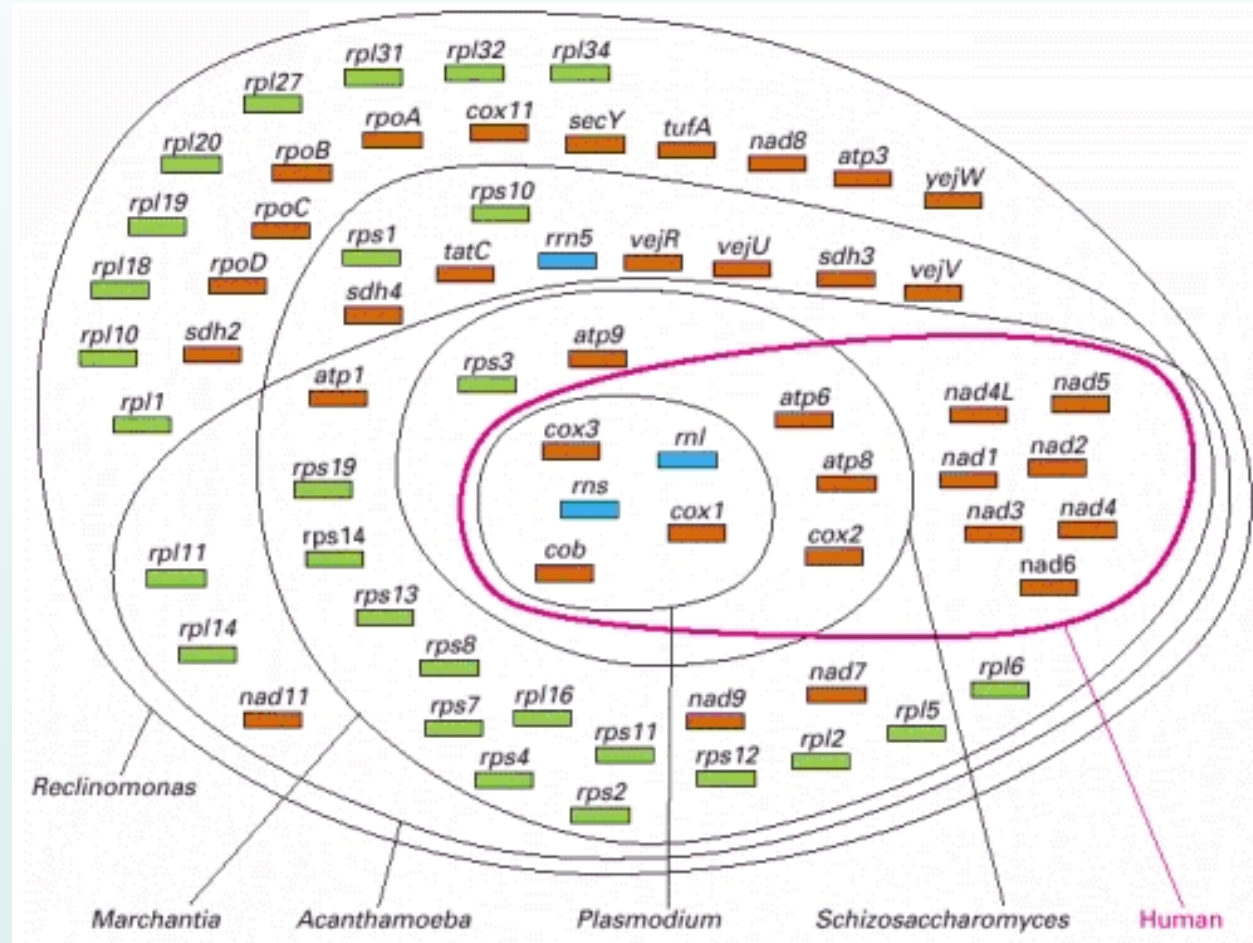 rpl31
rpl32
rpl34
rpl27
rpoA
cox11
secY
tufA
nad8
atp3
yejW
rpl20
rpoB
rpl19
rpoC
rps10
rps1
tatC
rrn5
vejR
vejU
sdh3
vejV
rpl18
rpoD
sdh4
rpl10
sdh2
rps3
atp9
rpl1
atp1
atp6
nad4L
nad5
cox3
rnl
atp8
nad1
nad2
rps19
rns
cox1
cox2
nad3
nad4
rps14
cob
nad6
rpl11
rps13
rpl14
rps8
nad7
rpl6
nad11
rps7
rpl16
nad9
rpl5
rps4
rps11
rps12
rpl2
rps2
Reclinomonas
Marchantia
Acanthamoeba
Plasmodium
Schizosaccharomyces
Human